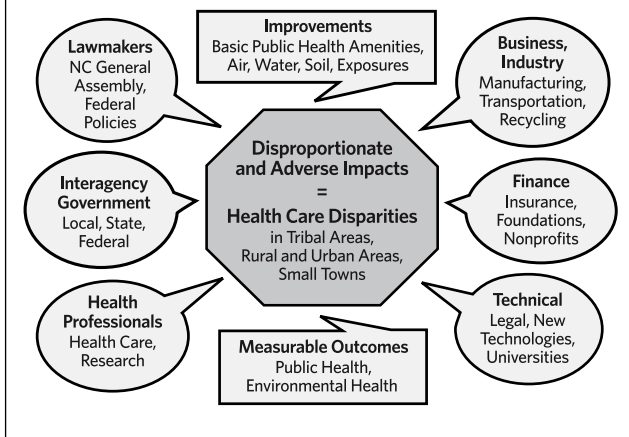 Lawmakers
NC General
Assembly,
Federal
Policies
Improvements
Basic Public Health Amenities,
Air, Water, Soil, Exposures
Business,
Industry
Manufacturing,
Transportation,
Recycling
Interagency
Government
Local, State,
Federal
Disproportionate
and Adverse Impacts
=
Health Care Disparities
in Tribal Areas,
Rural and Urban Areas,
Small Towns
Finance
Insurance,
Foundations,
Nonprofits
Health
Professionals
Health Care,
Research
Measurable Outcomes
Public Health,
Environmental Health
Technical
Legal, New
Technologies,
Universities